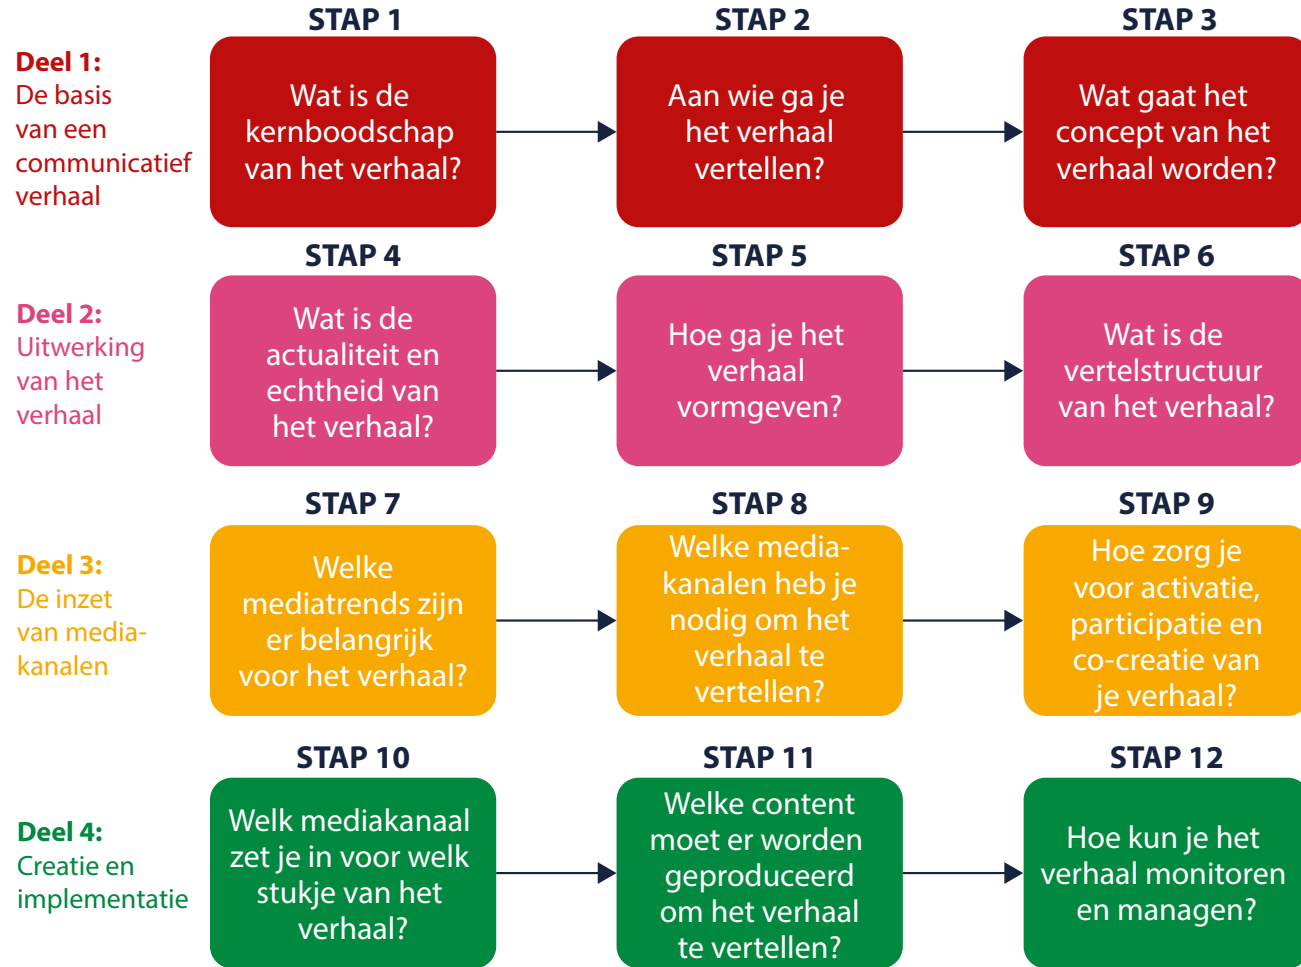 STAP 1
STAP 2
STAP 3
Deel 1:
De basis
van een
communicatief
verhaal
Wat is de
kernboodschap
van het verhaal?
Aan wie ga je
het verhaal
vertellen?
Wat gaat het
concept van het
verhaal worden?
STAP 4
STAP 5
STAP 6
Deel 2:
Uitwerking
van het
verhaal
Wat is de
actualiteit en
echtheid van
het verhaal?
Hoe ga je het
verhaal
vormgeven?
Wat is de
vertelstructuur
van het verhaal?
STAP 7
STAP 8
STAP 9
Deel 3:
De inzet
van media-
kanalen
Welke
mediatrends zijn
er belangrijk
voor het verhaal?
Welke media-
kanalen heb je
nodig om het
verhaal te
vertellen?
Hoe zorg je
voor activatie,
participatie en
co-creatie van
je verhaal?
STAP 10
STAP 11
STAP 12
Deel 4:
Creatie en
implementatie
Welk mediakanaal
zet je in voor welk
stukje van het
verhaal?
Welke content
moet er worden
geproduceerd
om het verhaal
te vertellen?
Hoe kun je het
verhaal monitoren
en managen?